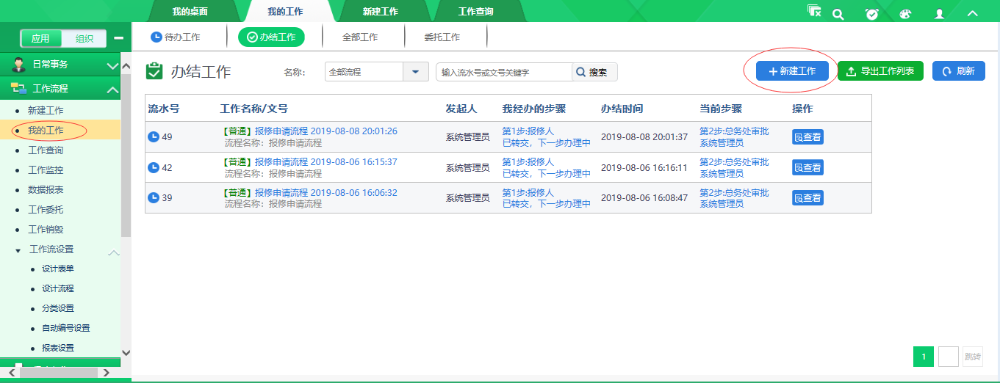 我的桌面
我的工作
新建工作
工作查询
应用
组织
待办工作
办结工作
全部工作
委托工作
日常事务
工作流程
新建工作
我的工作
工作查询
工作监控
数据报表
工作委托
工作销毁
工作流设置
设计表单
设计流程
分类设置
自动编号设置
报表设置
办结工作
名称:
全部流程
输入流水号或文号关键字
搜索
新建工作
导出工作列表
刷新
流水号 工作名称/文号 发起人 我经办的步骤 办结时间 当前步骤 操作
49
【普通】报修申请流程 2019-08-08 20:01:26
流程名称：报修申请流程
系统管理员
第1步:报修人
已转交，下一步办理中
2019-08-08 20:01:37
第2步:总务处审批
系统管理员
查看
42
【普通】报修申请流程 2019-08-06 16:15:37
流程名称：报修申请流程
系统管理员
第1步:报修人
已转交，下一步办理中
2019-08-06 16:16:11
第2步:总务处审批
系统管理员
查看
39
【普通】报修申请流程 2019-08-06 16:06:32
流程名称：报修申请流程
系统管理员
第1步:报修人
已转交，下一步办理中
2019-08-06 16:08:47
第2步:总务处审批
系统管理员
查看
1
跳转